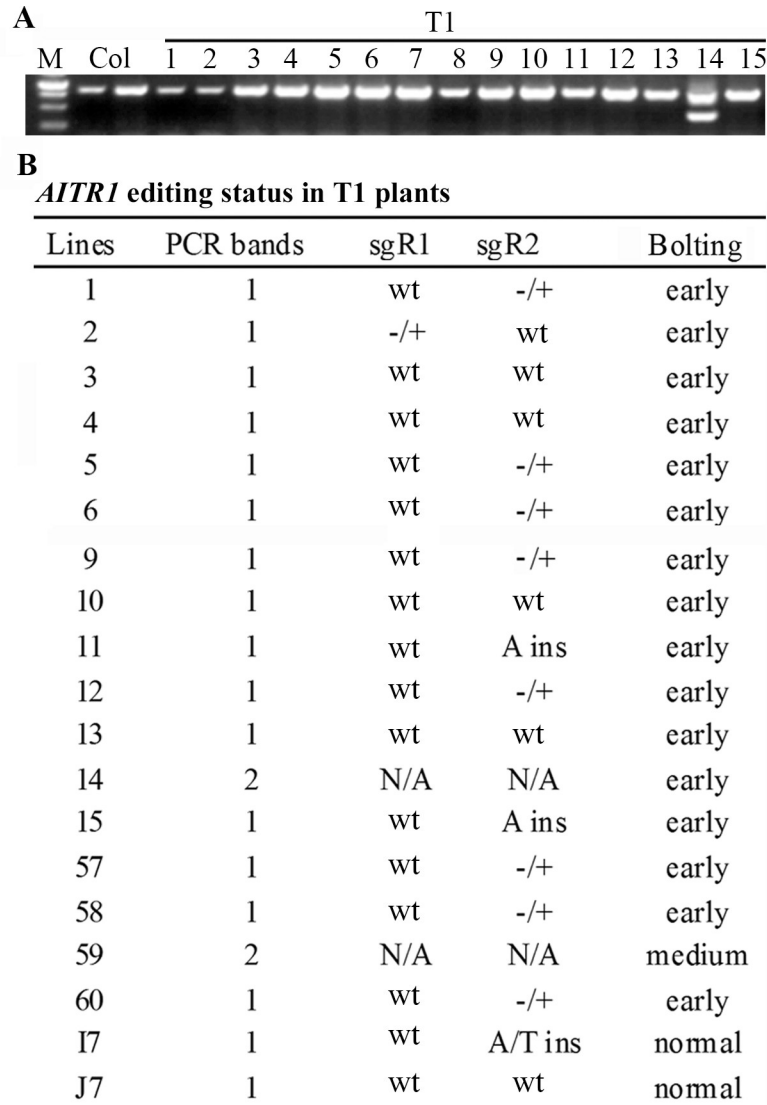 A
T1
M Col 1 2 3 4 5 6 7 8 9 10 11 12 13 14 15
B
AITR1 editing status in T1 plants
Lines PCR bands sgR1 sgR2 Bolting
1 1 wt -/+ early
2 1 -/+ wt early
3 1 wt wt early
4 1 wt wt early
5 1 wt -/+ early
6 1 wt -/+ early
9 1 wt -/+ early
10 1 wt wt early
11 1 wt A ins early
12 1 wt -/+ early
13 1 wt wt early
14 2 N/A N/A early
15 1 wt A ins early
57 1 wt -/+ early
58 1 wt -/+ early
59 2 N/A N/A medium
60 1 wt -/+ early
I7 1 wt A/T ins normal
J7 1 wt wt normal